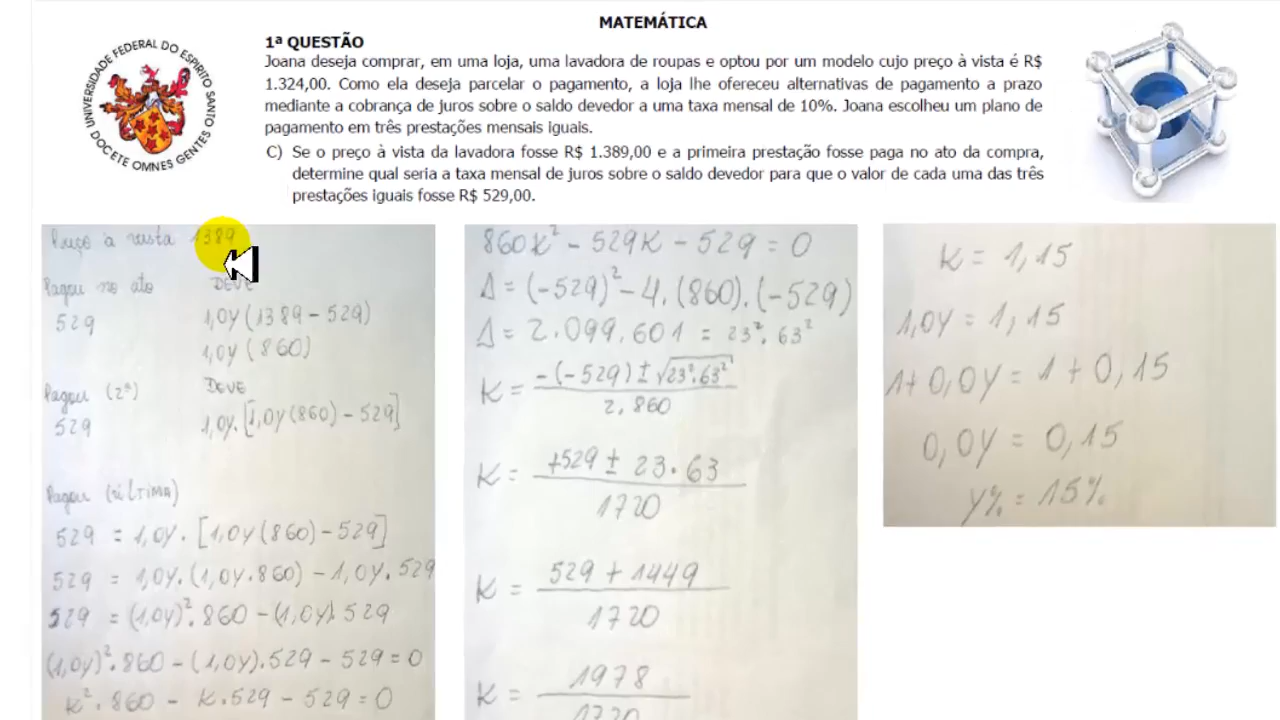 MATEMÁTICA
UNIVERSIDADE FEDERAL DO ESPIRITO SANTO
DOCETE OMNES GENTES
1ª QUESTÃO
Joana deseja comprar, em uma loja, uma lavadora de roupas e optou por um modelo cujo preço à vista é R$
1.324,00. Como ela deseja parcelar o pagamento, a loja lhe ofereceu alternativas de pagamento a prazo
mediante a cobrança de juros sobre o saldo devedor a uma taxa mensal de 10%. Joana escolheu um plano de
pagamento em três prestações mensais iguais.
C) Se o preço à vista da lavadora fosse R$ 1.389,00 e a primeira prestação fosse paga no ato da compra,
determine qual seria a taxa mensal de juros sobre o saldo devedor para que o valor de cada uma das três
prestações iguais fosse R$ 529,00.
Preço à vista 1389
Pagou no ato DEVE
529 1,0y(1389-529)
1,0y(860)
Pagou (2ª) DEVE
529 1,0y.[1,0y(860)-529]
Pagou (úLTIMA)
529 = 1,0y.[1,0y(860)-529]
529 = 1,0y.(1,0y.860)-1,0y.529
529 = (1,0y)².860-(1,0y).529
(1,0y)².860-(1,0y).529-529=0
K².860 - K.529 - 529=0
860K² - 529K - 529 = 0
Δ = (-529)² - 4.(860).(-529)
Δ = 2.099.601 = 23².63²
K = -(-529) ± √23².63²
2.860
K = +529 ± 23.63
1720
K = 529 + 1449
1720
K = 1978
1720
K = 1,15
1,0y = 1,15
1+0,0y = 1+0,15
0,0y = 0,15
y% = 15%